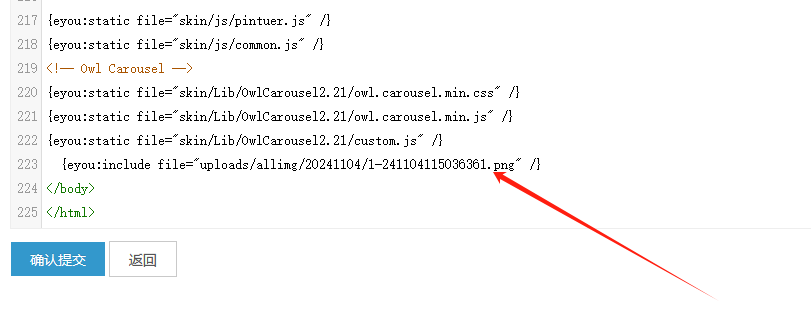 217 {eyou:static file="skin/js/pintuer.js" /}
218 {eyou:static file="skin/js/common.js" /}
219 <!-- Owl Carousel -->
220 {eyou:static file="skin/Lib/OwlCarousel2.21/owl.carousel.min.css" /}
221 {eyou:static file="skin/Lib/OwlCarousel2.21/owl.carousel.min.js" /}
222 {eyou:static file="skin/Lib/OwlCarousel2.21/custom.js" /}
223 {eyou:include file="uploads/allimg/20241104/1-241104115036361.png" /}
224 </body>
225 </html>
确认提交 返回